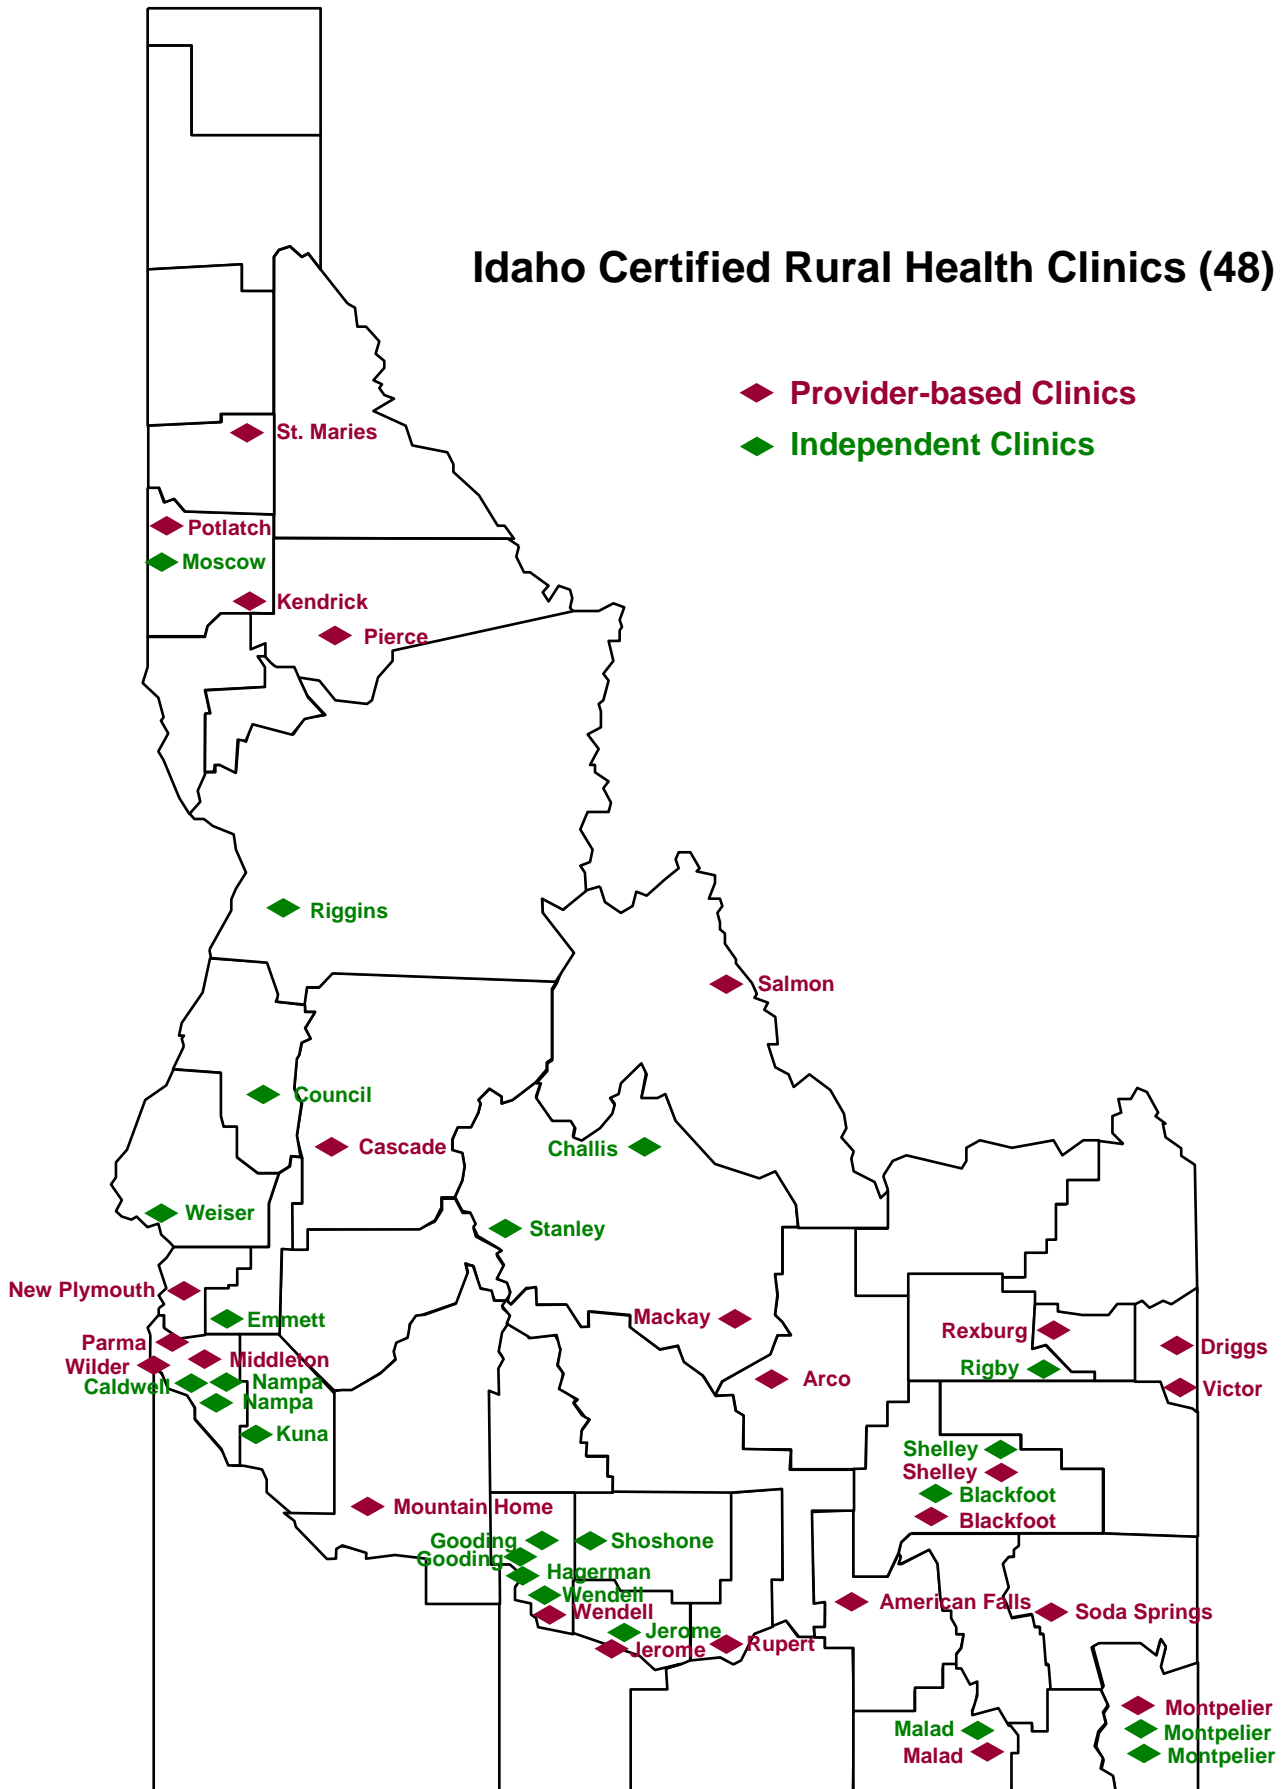 Idaho Certified Rural Health Clinics (48)
Provider-based Clinics
Independent Clinics
St. Maries
Potlatch
Moscow
Kendrick
Pierce
Riggins
Salmon
Council
Cascade
Challis
Weiser
Stanley
New Plymouth
Emmett
Mackay
Parma
Rexburg
Driggs
Wilder
Middleton
Rigby
Caldwell
Nampa
Arco
Victor
Nampa
Kuna
Shelley
Shelley
Blackfoot
Mountain Home
Blackfoot
Gooding
Shoshone
Gooding
Hagerman
Wendell
American Falls
Wendell
Soda Springs
Jerome
Jerome
Rupert
Montpelier
Malad
Montpelier
Malad
Montpelier